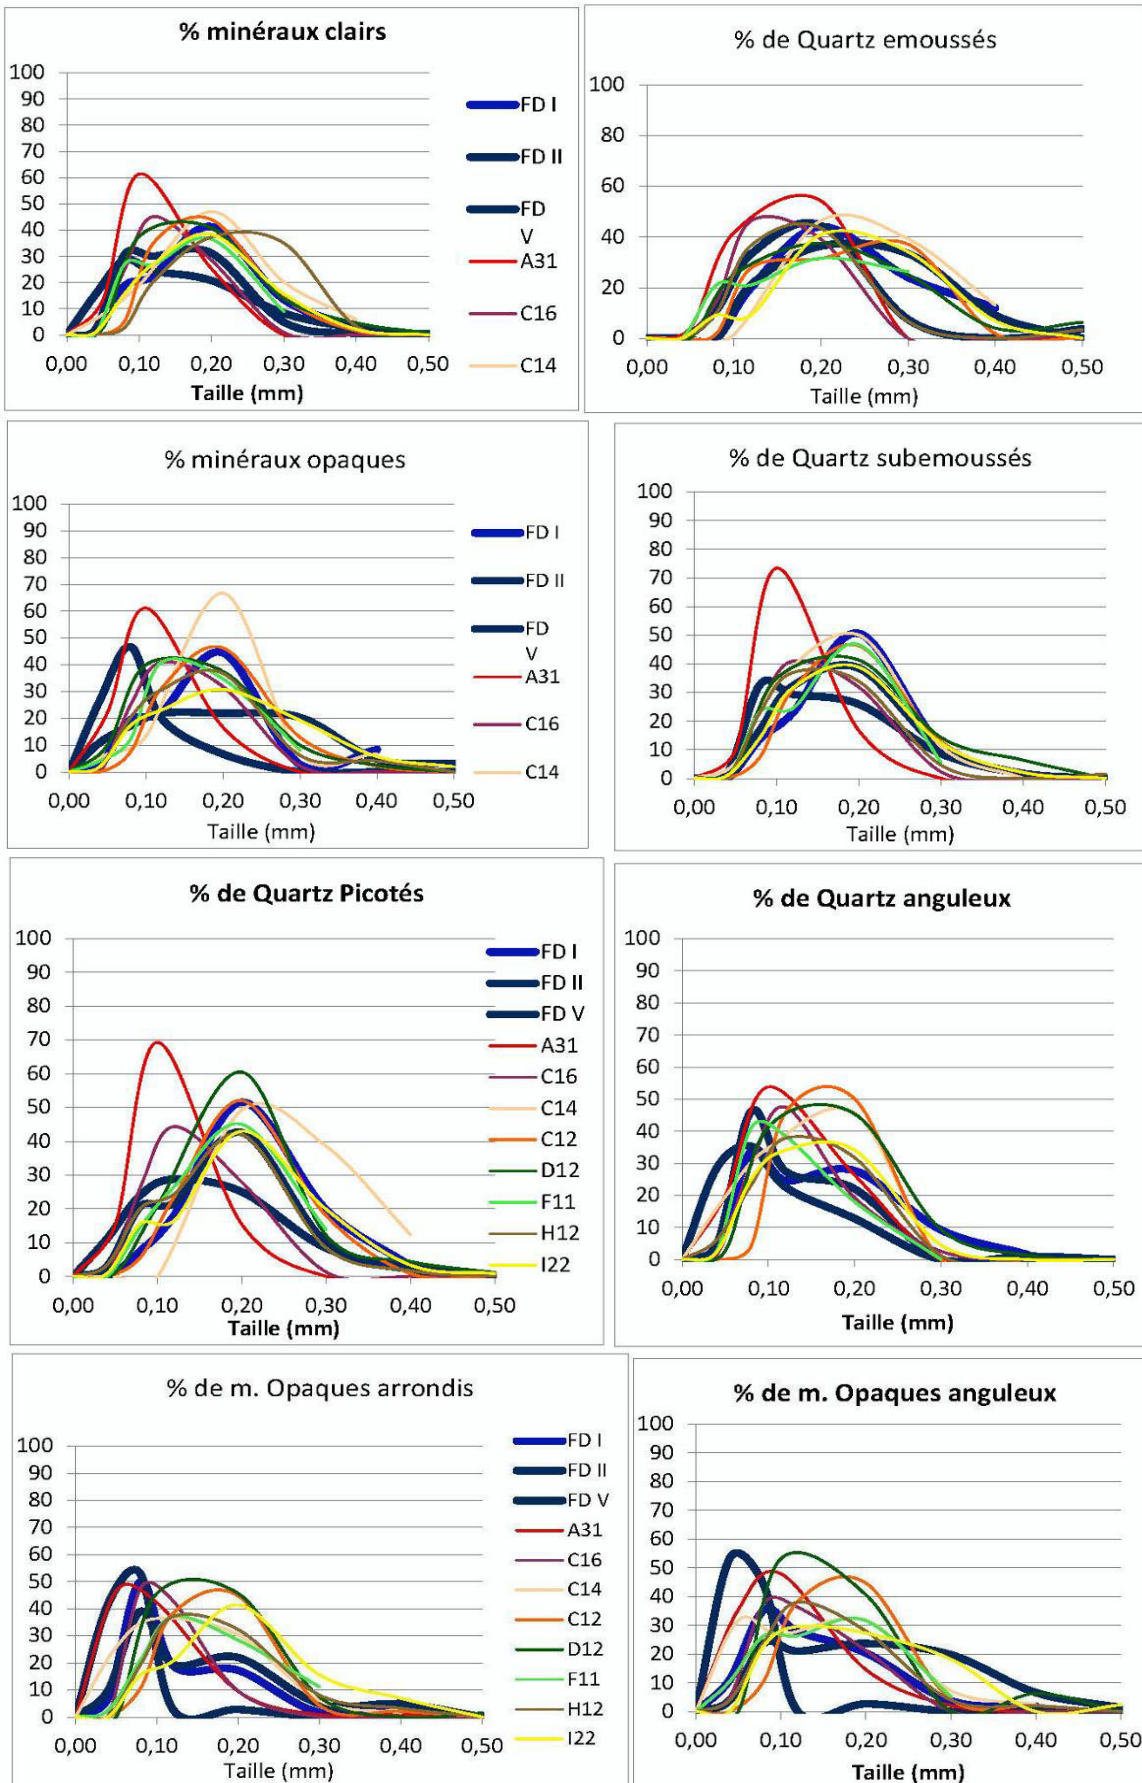 % minéraux clairs
100
90
80
70
60
50
40
30
20
10
0
0,00 0,10 0,20 0,30 0,40 0,50
Taille (mm)
FD I
FD II
FD
V
A31
C16
C14
% de Quartz emoussés
100
80
60
40
20
0
0,00 0,10 0,20 0,30 0,40 0,50
Taille (mm)
% minéraux opaques
100
90
80
70
60
50
40
30
20
10
0
0,00 0,10 0,20 0,30 0,40 0,50
Taille (mm)
FD I
FD II
FD
V
A31
C16
C14
% de Quartz subemoussés
100
90
80
70
60
50
40
30
20
10
0
0,00 0,10 0,20 0,30 0,40 0,50
Taille (mm)
% de Quartz Picotés
100
90
80
70
60
50
40
30
20
10
0
0,00 0,10 0,20 0,30 0,40 0,50
Taille (mm)
FD I
FD II
FD V
A31
C16
C14
C12
D12
F11
H12
I22
% de Quartz anguleux
100
90
80
70
60
50
40
30
20
10
0
0,00 0,10 0,20 0,30 0,40 0,50
Taille (mm)
% de m. Opaques arrondis
100
90
80
70
60
50
40
30
20
10
0
0,00 0,10 0,20 0,30 0,40 0,50
Taille (mm)
FD I
FD II
FD V
A31
C16
C14
C12
D12
F11
H12
I22
% de m. Opaques anguleux
100
90
80
70
60
50
40
30
20
10
0
0,00 0,10 0,20 0,30 0,40 0,50
Taille (mm)